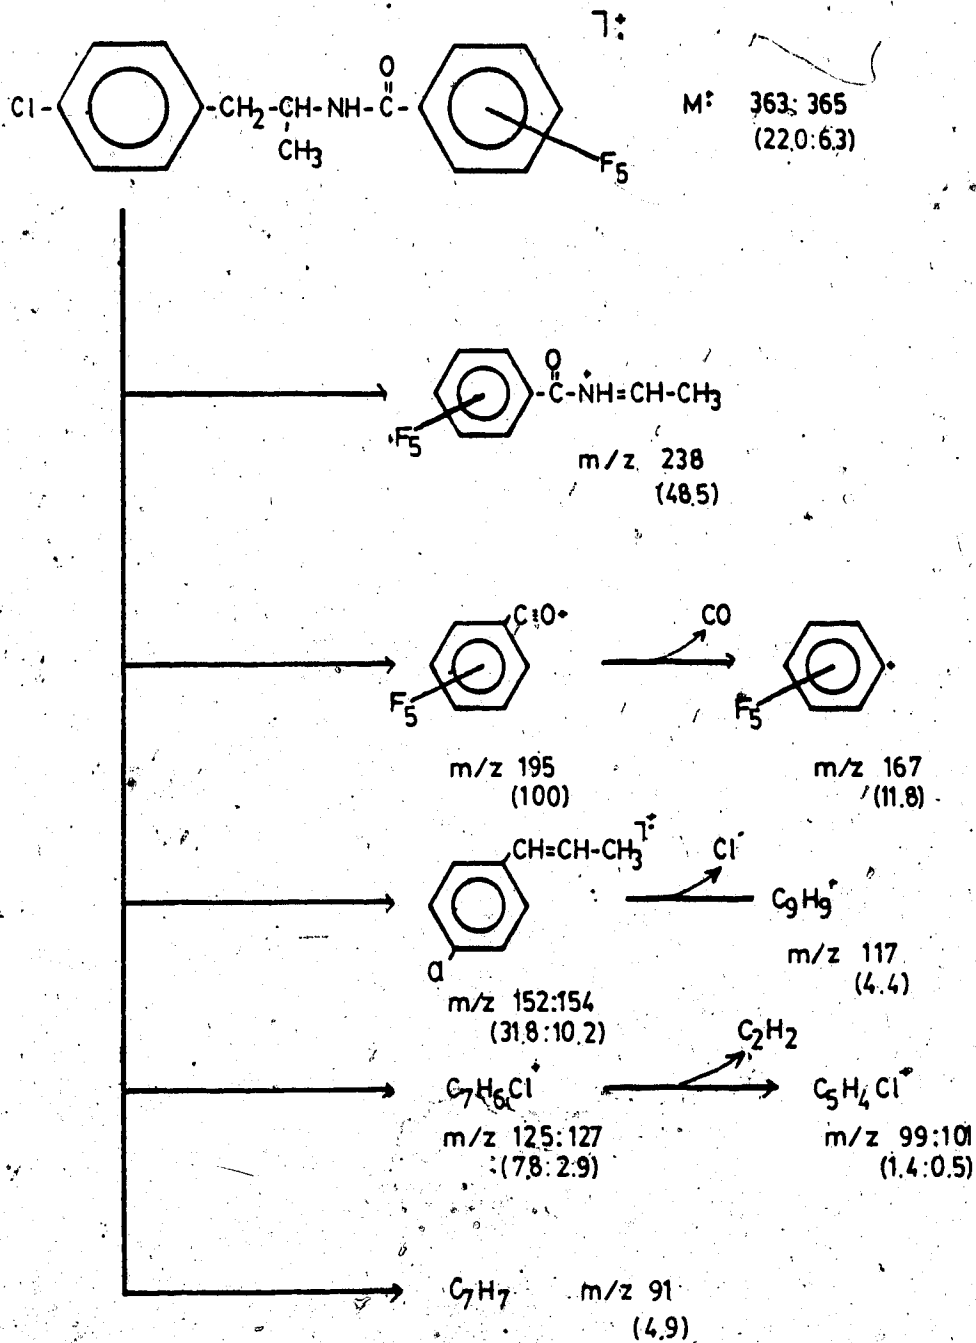 Cl-CH2-CH-NH-C- ⌉+•
O
CH3
F5
M+• 363: 365
(22.0:6.3)
O
-C-NH=CH-CH3
+
F5
m/z 238
(48.5)
C≡O+
F5
m/z 195
(100)
CO
+
F5
m/z 167
(11.8)
CH=CH-CH3 ⌉+•
Cl
m/z 152:154
(31.8:10.2)
Cl•
C9H9+
m/z 117
(4.4)
C7H6Cl+
m/z 125:127
(7.8:2.9)
C2H2
C5H4Cl+
m/z 99:101
(1.4:0.5)
C7H7 m/z 91
(4.9)